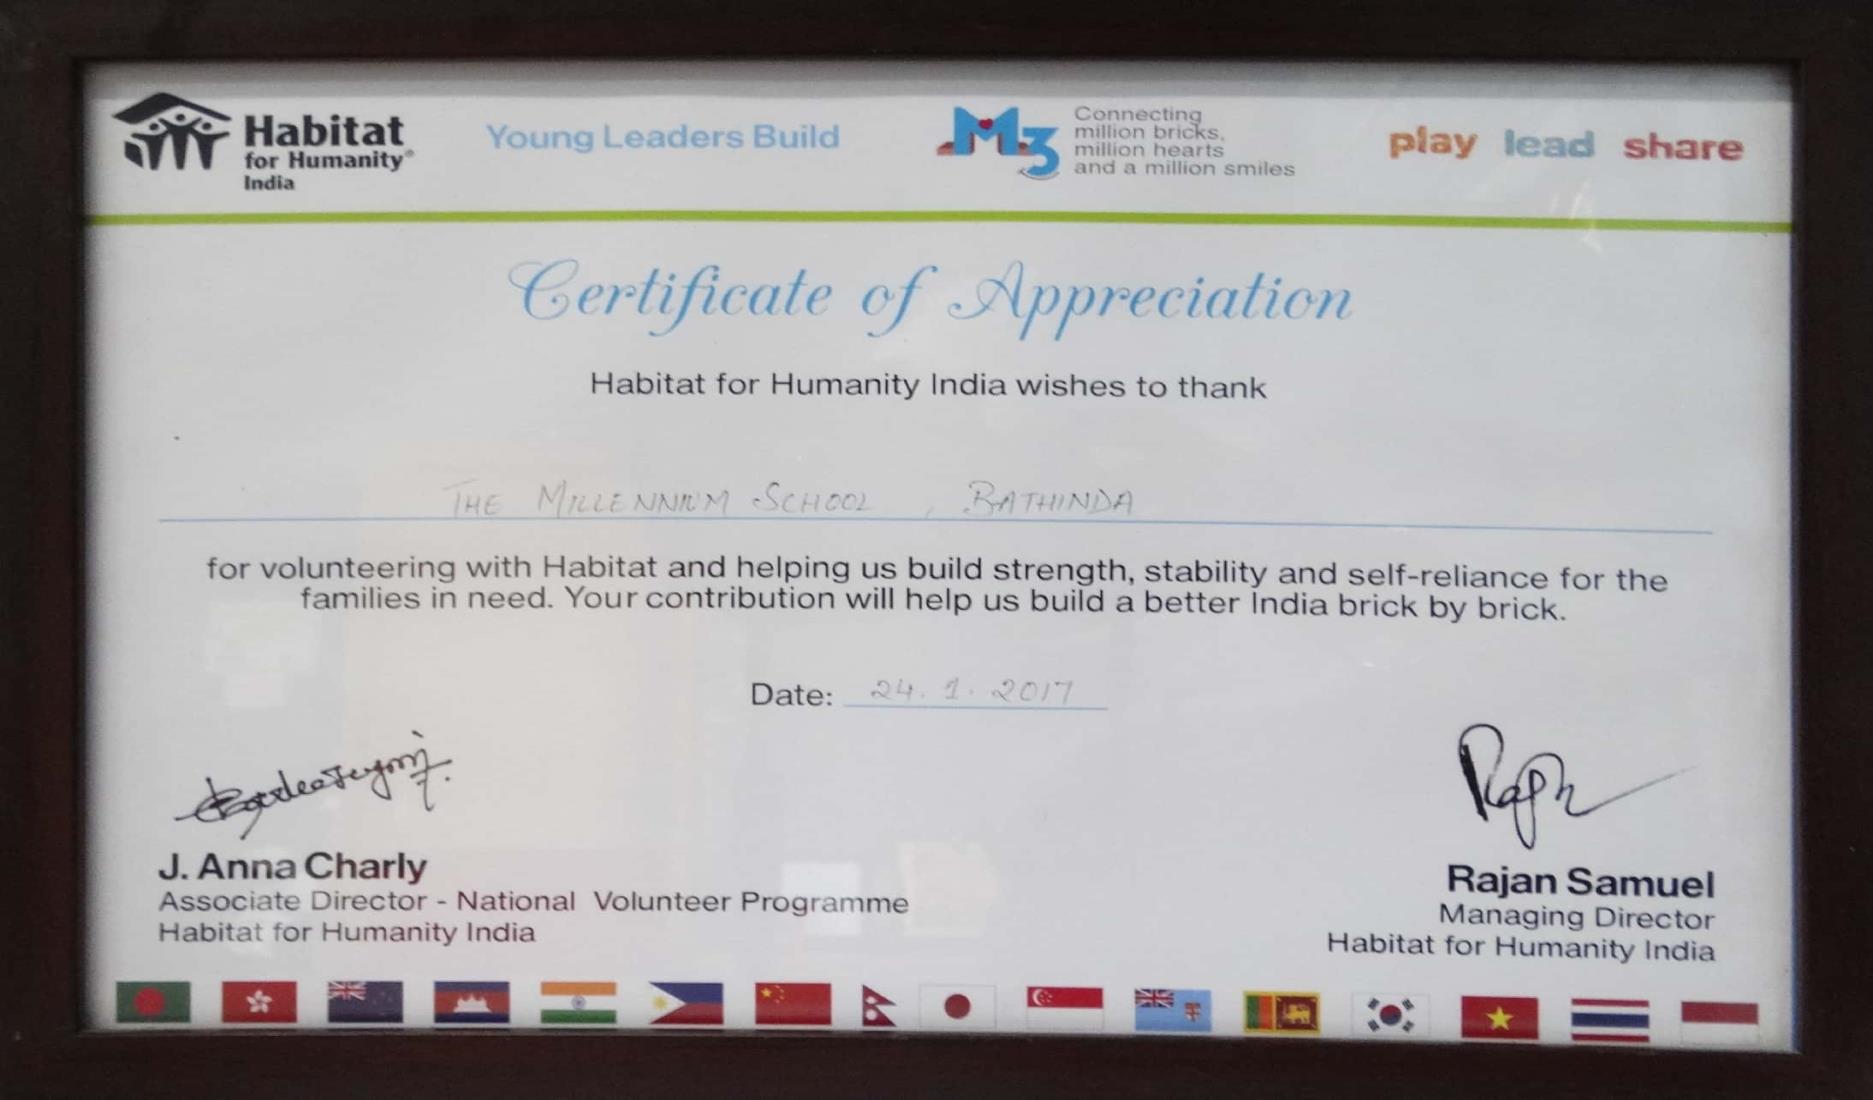 Habitat
for Humanity®
India
Young Leaders Build
M3
Connecting
million bricks,
million hearts
and a million smiles
play lead share
Certificate of Appreciation
Habitat for Humanity India wishes to thank
THE MILLENNIUM SCHOOL , BATHINDA
for volunteering with Habitat and helping us build strength, stability and self-reliance for the
families in need. Your contribution will help us build a better India brick by brick.
Date: 24.1.2017
J. Anna Charly
Associate Director - National Volunteer Programme
Habitat for Humanity India
Rajan Samuel
Managing Director
Habitat for Humanity India